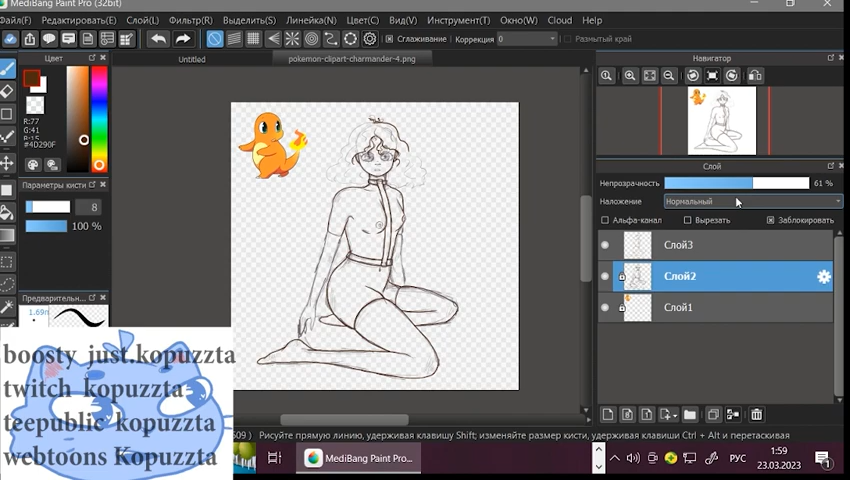 MediBang Paint Pro (32bit)
Файл(F) Редактировать(E) Слой(L) Фильтр(R) Выделить(S) Линейка(N) Цвет(C) Вид(V) Инструмент(T) Окно(W) Cloud Help
Сглаживание Коррекция 0 Размытый край
Цвет Untitled pokemon-clipart-charmander-4.png Навигатор
R:77
G:41
B:15
#4D290F
Слой
Непрозрачность 61 %
Параметры кисти
Наложение Нормальный
8
Альфа-канал Вырезать Заблокировать
100 %
Слой3
Слой2
Предварительн
Слой1
boosty just.kopuzzta
twitch kopuzzta
teepublic kopuzzta
webtoons Kopuzzta
Рисуйте прямую линию, удерживая клавишу Shift; изменяйте размер кисти, удерживая клавиши Ctrl + Alt и перетаскивая
MediBang Paint Pro...
РУС
1:59
23.03.2023
1